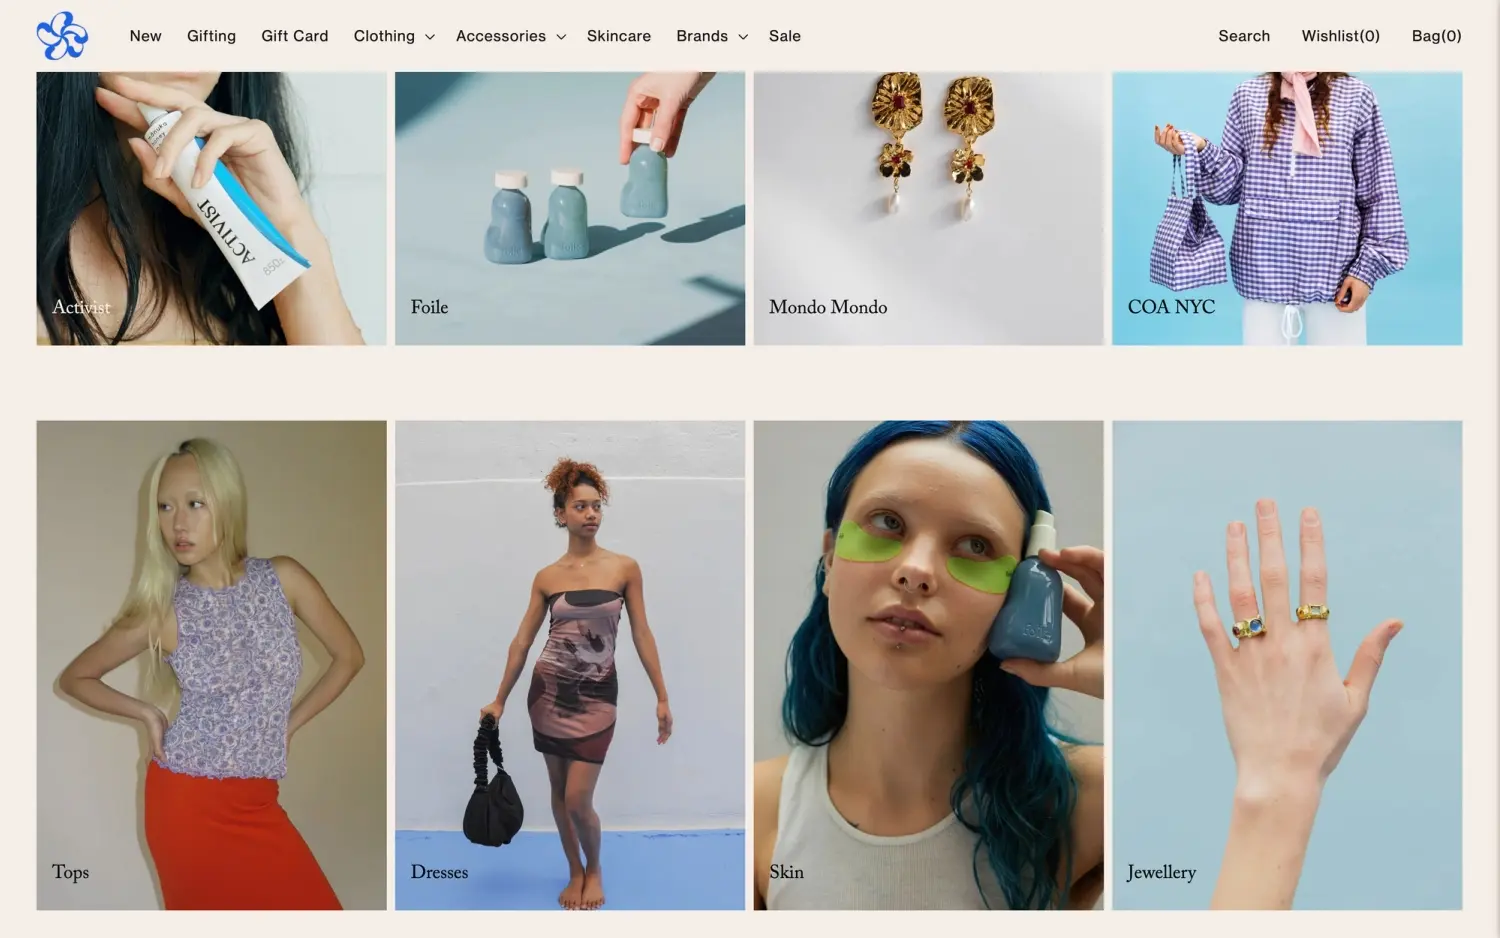 New
Gifting
Gift Card
Clothing
Accessories
Skincare
Brands
Sale
Search
Wishlist(0)
Bag(0)
ACTIVIST
850+
Activist
Foile
Mondo Mondo
COA NYC
Tops
Dresses
Skin
Jewellery